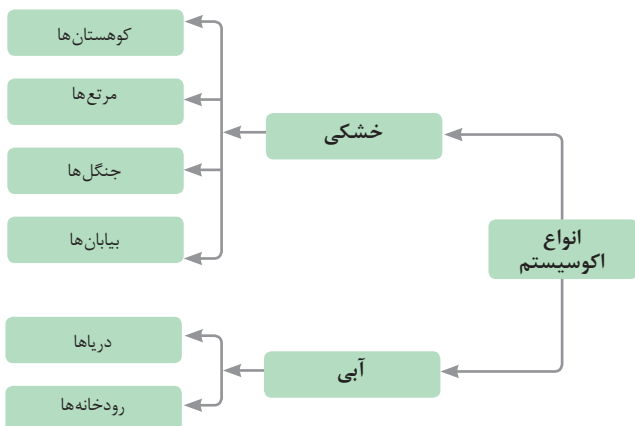 انواع
اکوسیستم
خشکی
کوهستان‌ها
مرتع‌ها
جنگل‌ها
بیابان‌ها
آبی
دریاها
رودخانه‌ها